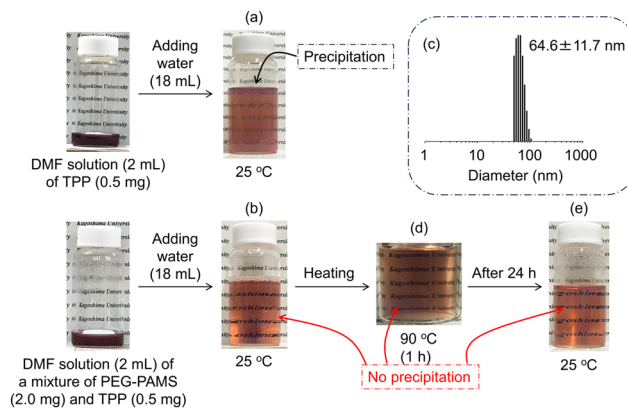 (a)
Adding
water
(18 mL)
Precipitation
25 °C
DMF solution (2 mL)
of TPP (0.5 mg)
(c)
64.6±11.7 nm
1
10
100
1000
Diameter (nm)
(b)
Adding
water
(18 mL)
25 °C
Heating
(d)
Kagoshima University
90 °C
(1 h)
After 24 h
(e)
25 °C
No precipitation
DMF solution (2 mL) of
a mixture of PEG-PAMS
(2.0 mg) and TPP (0.5 mg)